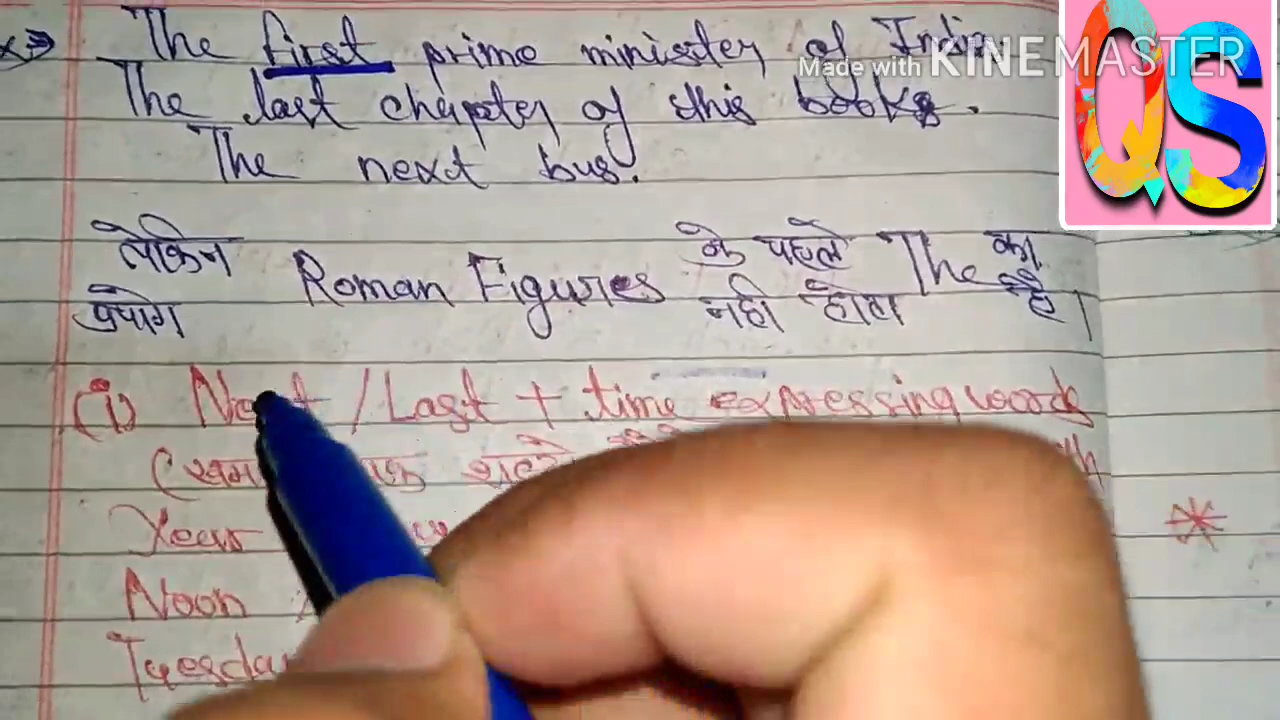 The first prime minister of India
The last chapter of this book.
The next bus.
लेकिन Roman Figures के पहले The का
प्रयोग नही होता है।
(i) Next / Last + time expressing words
Year
Noon
Tuesday
Made with KINEMASTER
QS